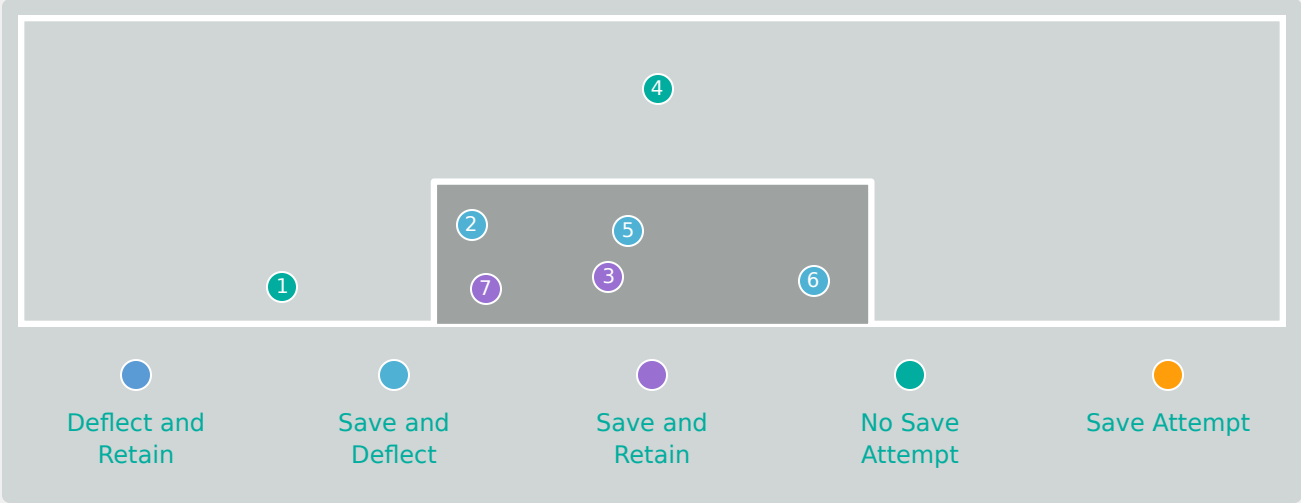 4
2
5
3
6
1
7
Deflect and
Retain
Save and
Deflect
Save and
Retain
No Save
Attempt
Save Attempt